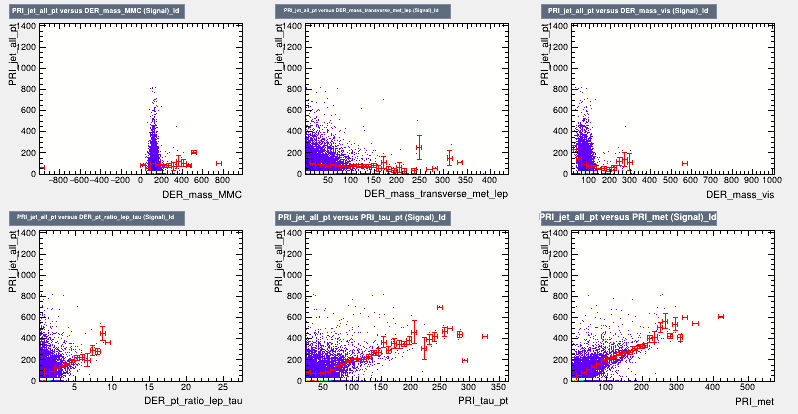 PRI_jet_all_pt versus DER_mass_MMC (Signal)_Id
PRI_jet_all_pt
1400
1200
1000
800
600
400
200
0
−800−600−400−200 0 200 400 600 800
DER_mass_MMC
PRI_jet_all_pt versus DER_mass_transverse_met_lep (Signal)_Id
PRI_jet_all_pt
1400
1200
1000
800
600
400
200
0
50 100 150 200 250 300 350 400
DER_mass_transverse_met_lep
PRI_jet_all_pt versus DER_mass_vis (Signal)_Id
PRI_jet_all_pt
1400
1200
1000
800
600
400
200
0
100 200 300 400 500 600 700 800 900 1000
DER_mass_vis
PRI_jet_all_pt versus DER_pt_ratio_lep_tau (Signal)_Id
PRI_jet_all_pt
1400
1200
1000
800
600
400
200
0
5 10 15 20 25
DER_pt_ratio_lep_tau
PRI_jet_all_pt versus PRI_tau_pt (Signal)_Id
PRI_jet_all_pt
1400
1200
1000
800
600
400
200
0
50 100 150 200 250 300 350
PRI_tau_pt
PRI_jet_all_pt versus PRI_met (Signal)_Id
PRI_jet_all_pt
1400
1200
1000
800
600
400
200
0
100 200 300 400 500
PRI_met